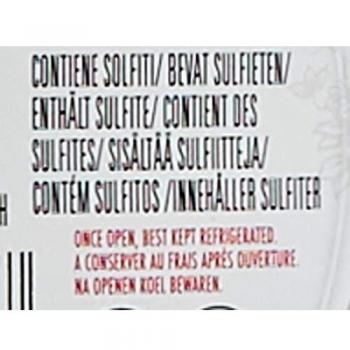 CONTIENE SOLFITI/ BEVAT SULFIETEN/
ENTHÄLT SULFITE/ CONTIENT DES
SULFITES/ SISÄLTÄÄ SULFIITTEJA/
CONTÉM SULFITOS /INNEHÅLLER SULFITER
H
ONCE OPEN, BEST KEPT REFRIGERATED.
A CONSERVER AU FRAIS APRÉS OUVERTURE.
NA OPENEN KOEL BEWAREN.